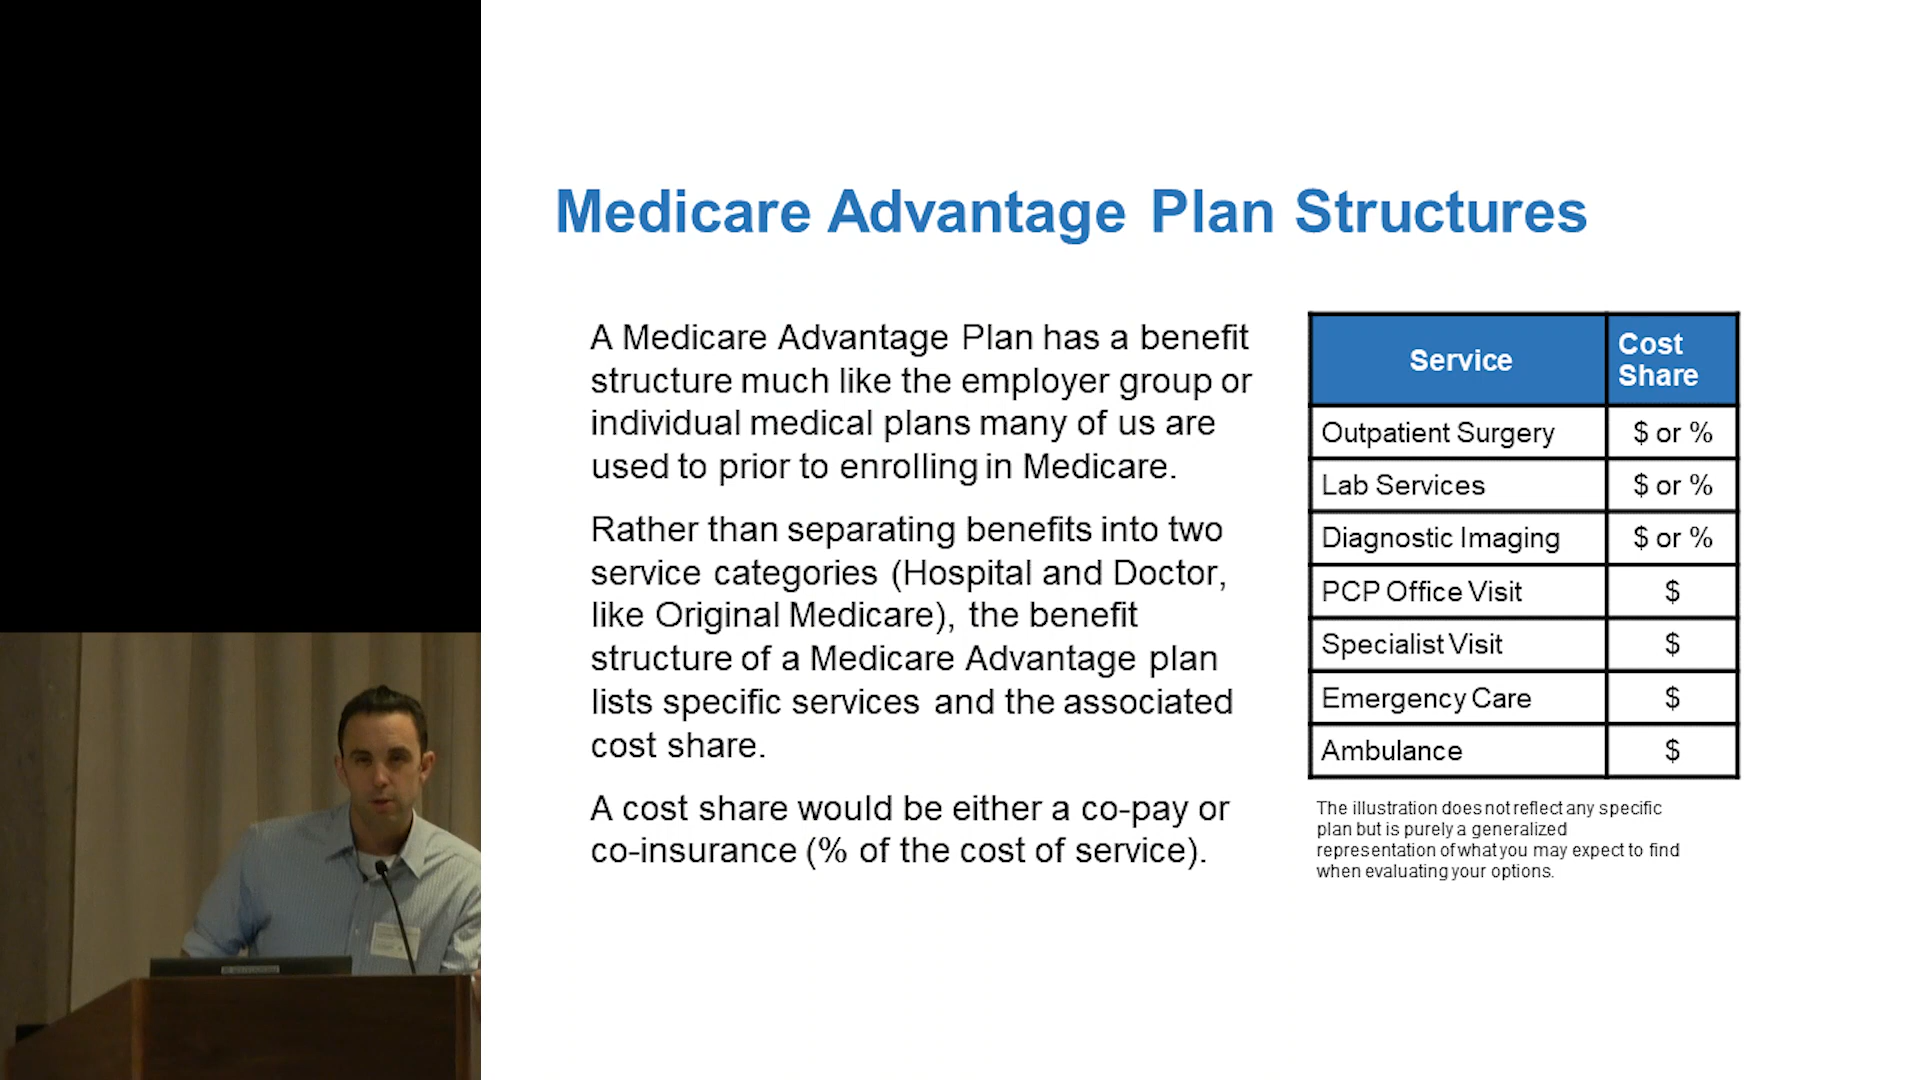 Medicare Advantage Plan Structures
A Medicare Advantage Plan has a benefit
structure much like the employer group or
individual medical plans many of us are
used to prior to enrolling in Medicare.
Rather than separating benefits into two
service categories (Hospital and Doctor,
like Original Medicare), the benefit
structure of a Medicare Advantage plan
lists specific services and the associated
cost share.
A cost share would be either a co-pay or
co-insurance (% of the cost of service).
Service Cost Share
Outpatient Surgery $ or %
Lab Services $ or %
Diagnostic Imaging $ or %
PCP Office Visit $
Specialist Visit $
Emergency Care $
Ambulance $
The illustration does not reflect any specific
plan but is purely a generalized
representation of what you may expect to find
when evaluating your options.